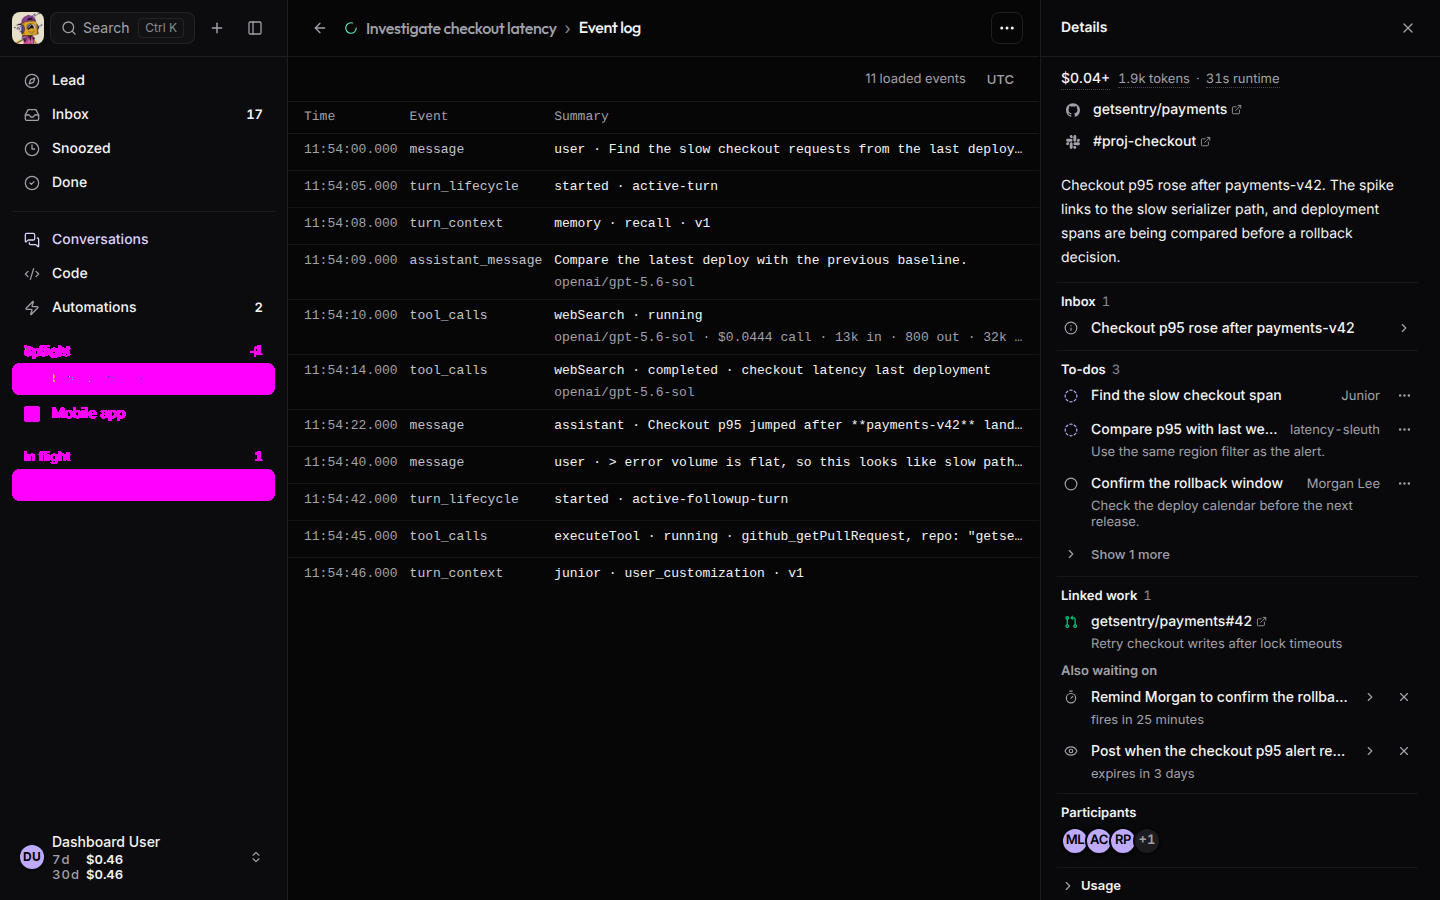 Search Ctrl K
Lead
Inbox 17
Snoozed
Done
Conversations
Code
Automations 2
Mobile app
In flight 1
Dashboard User
7d $0.46
30d $0.46
DU
Investigate checkout latency › Event log
11 loaded events UTC
Time Event Summary
11:54:00.000 message user · Find the slow checkout requests from the last deploy…
11:54:05.000 turn_lifecycle started · active-turn
11:54:08.000 turn_context memory · recall · v1
11:54:09.000 assistant_message Compare the latest deploy with the previous baseline.
openai/gpt-5.6-sol
11:54:10.000 tool_calls webSearch · running
openai/gpt-5.6-sol · $0.0444 call · 13k in · 800 out · 32k …
11:54:14.000 tool_calls webSearch · completed · checkout latency last deployment
openai/gpt-5.6-sol
11:54:22.000 message assistant · Checkout p95 jumped after **payments-v42** land…
11:54:40.000 message user · > error volume is flat, so this looks like slow path…
11:54:42.000 turn_lifecycle started · active-followup-turn
11:54:45.000 tool_calls executeTool · running · github_getPullRequest, repo: "getse…
11:54:46.000 turn_context junior · user_customization · v1
Details
$0.04+ 1.9k tokens · 31s runtime
getsentry/payments
#proj-checkout
Checkout p95 rose after payments-v42. The spike
links to the slow serializer path, and deployment
spans are being compared before a rollback
decision.
Inbox 1
Checkout p95 rose after payments-v42
To-dos 3
Find the slow checkout span Junior
Compare p95 with last we… latency-sleuth
Use the same region filter as the alert.
Confirm the rollback window Morgan Lee
Check the deploy calendar before the next
release.
Show 1 more
Linked work 1
getsentry/payments#42
Retry checkout writes after lock timeouts
Also waiting on
Remind Morgan to confirm the rollba…
fires in 25 minutes
Post when the checkout p95 alert re…
expires in 3 days
Participants
ML AC RP +1
Usage